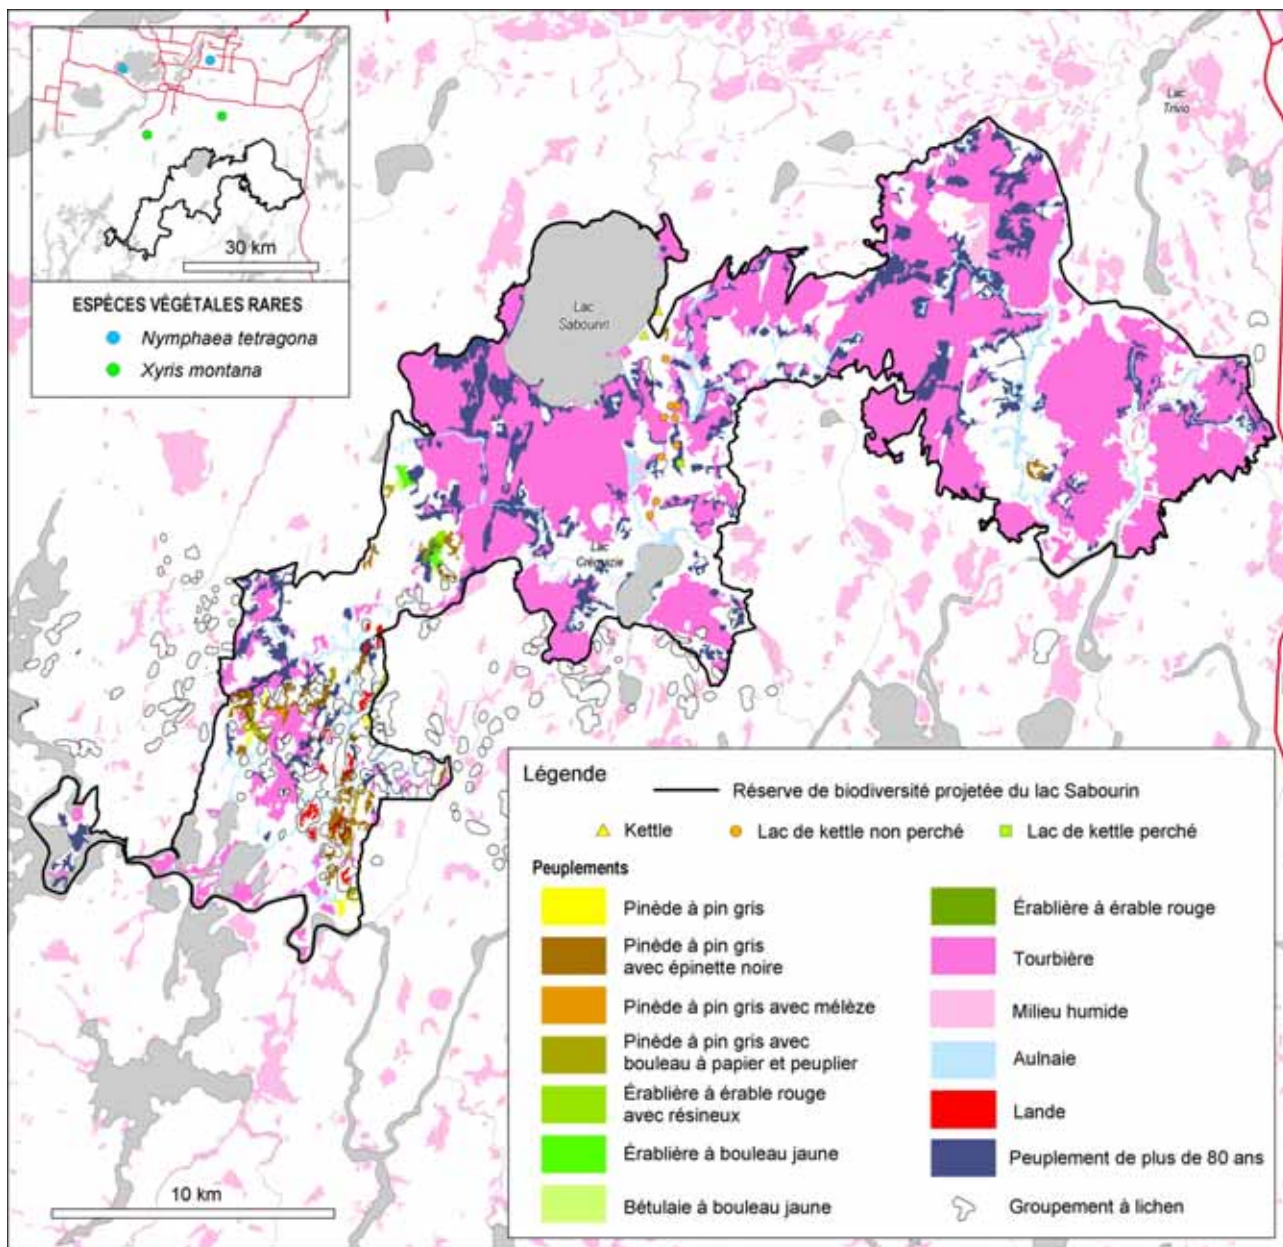 30 km
ESPÈCES VÉGÉTALES RARES
Nymphaea tetragona
Xyris montana
Lac
Trivio
Lac
Sabourin
Lac
Crémazie
Légende
Réserve de biodiversité projetée du lac Sabourin
Kettle
Lac de kettle non perché
Lac de kettle perché
Peuplements
Pinède à pin gris
Pinède à pin gris
avec épinette noire
Pinède à pin gris avec mélèze
Pinède à pin gris avec
bouleau à papier et peuplier
Érablière à érable rouge
avec résineux
Érablière à bouleau jaune
Bétulaie à bouleau jaune
Érablière à érable rouge
Tourbière
Milieu humide
Aulnaie
Lande
Peuplement de plus de 80 ans
Groupement à lichen
10 km